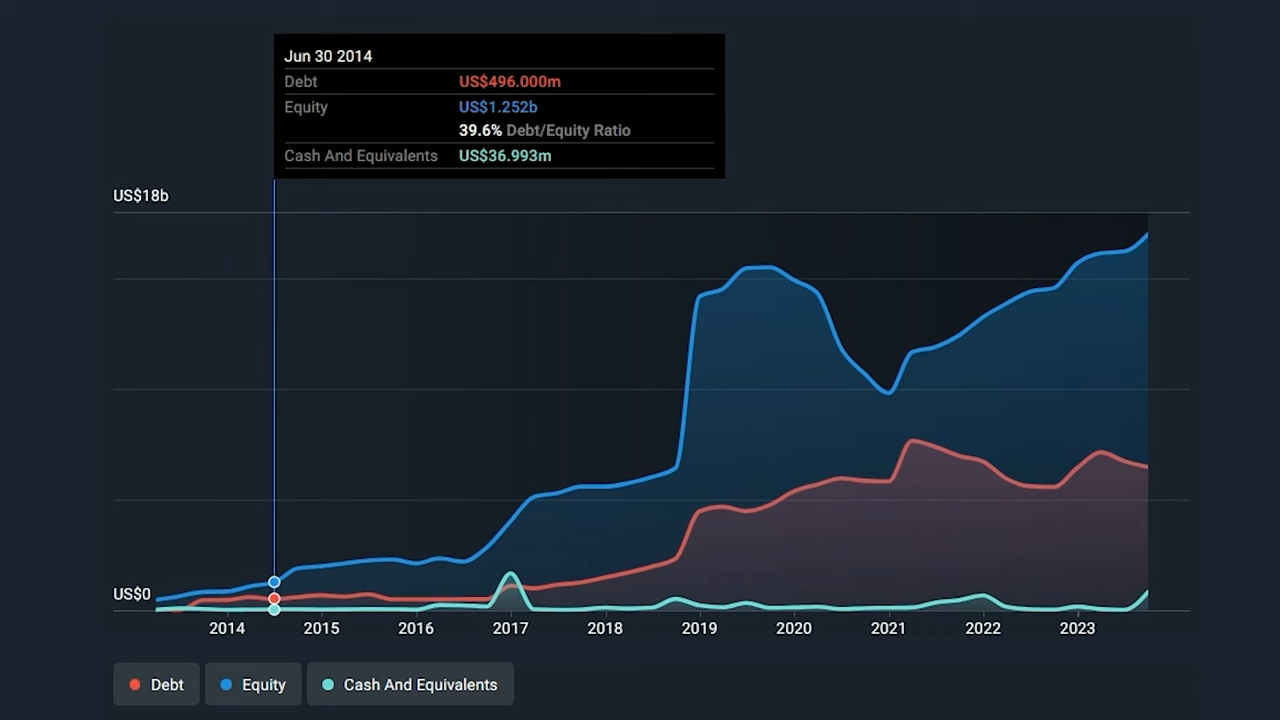 Jun 30 2014
Debt US$496.000m
Equity US$1.252b
39.6% Debt/Equity Ratio
Cash And Equivalents US$36.993m
US$18b
US$0
2014 2015 2016 2017 2018 2019 2020 2021 2022 2023
Debt Equity Cash And Equivalents